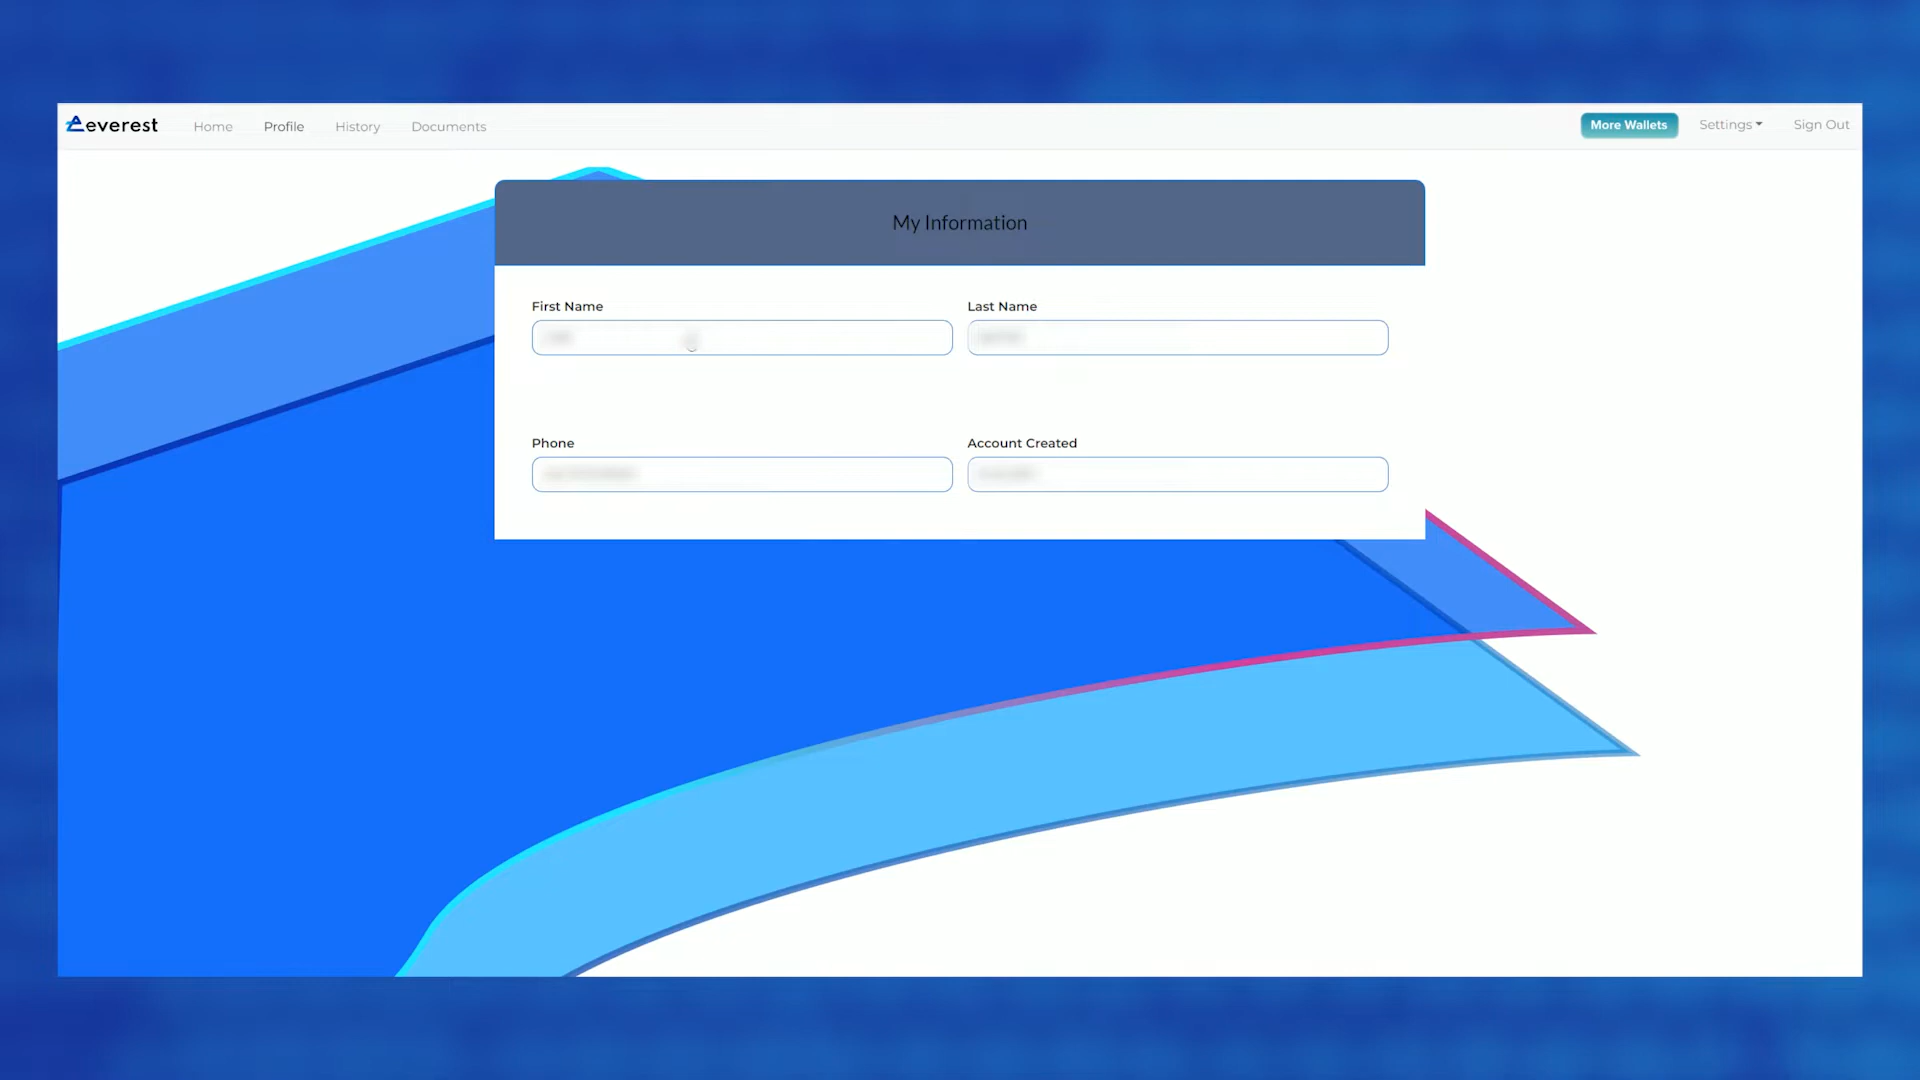 everest
Home Profile History Documents More Wallets Settings Sign Out
My Information
First Name Last Name
Phone Account Created